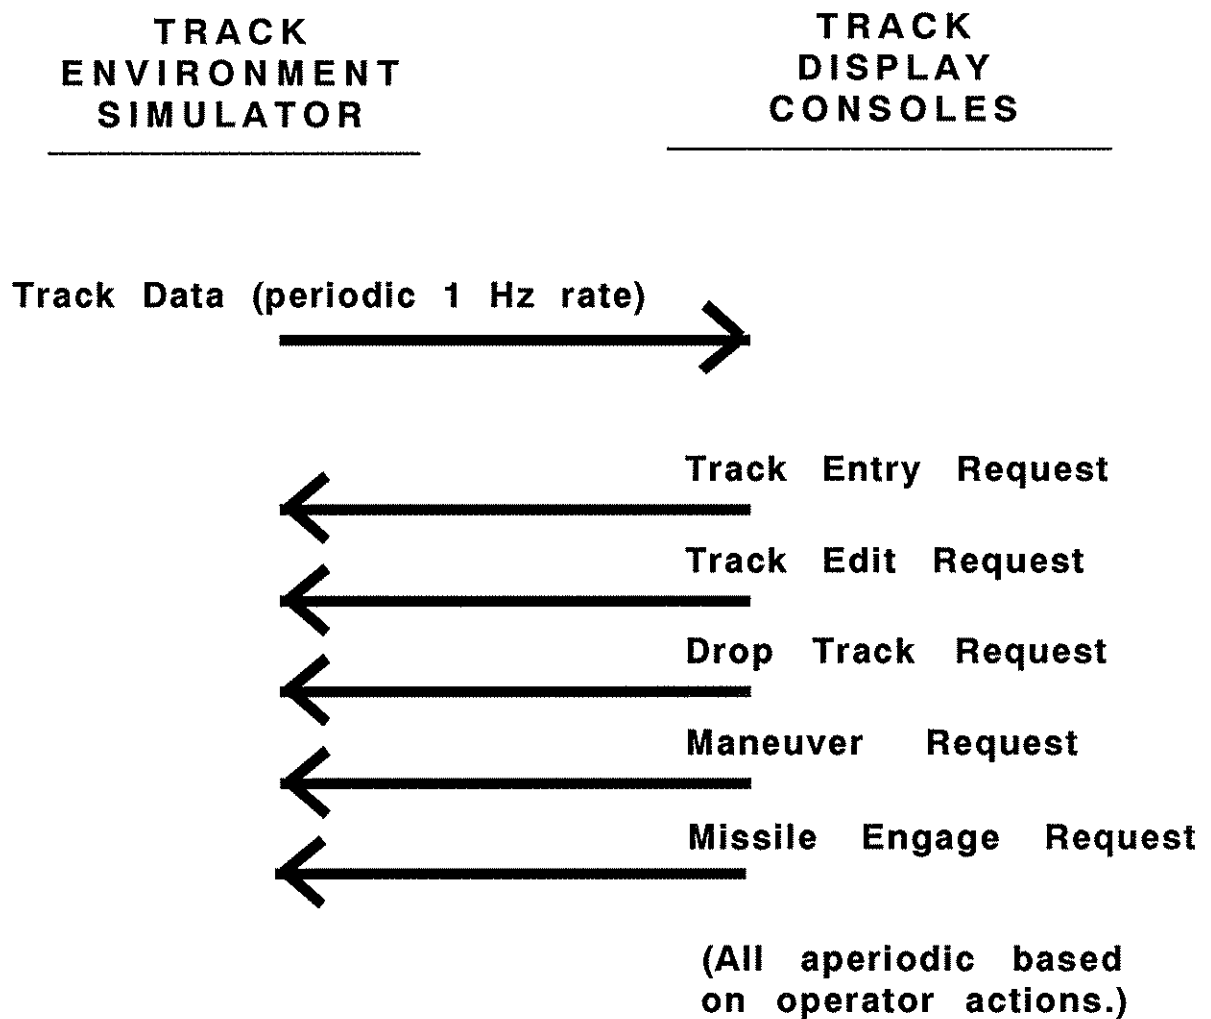 TRACK
ENVIRONMENT
SIMULATOR
TRACK
DISPLAY
CONSOLES
Track Data (periodic 1 Hz rate)
Track Entry Request
Track Edit Request
Drop Track Request
Maneuver Request
Missile Engage Request
(All aperiodic based
on operator actions.)